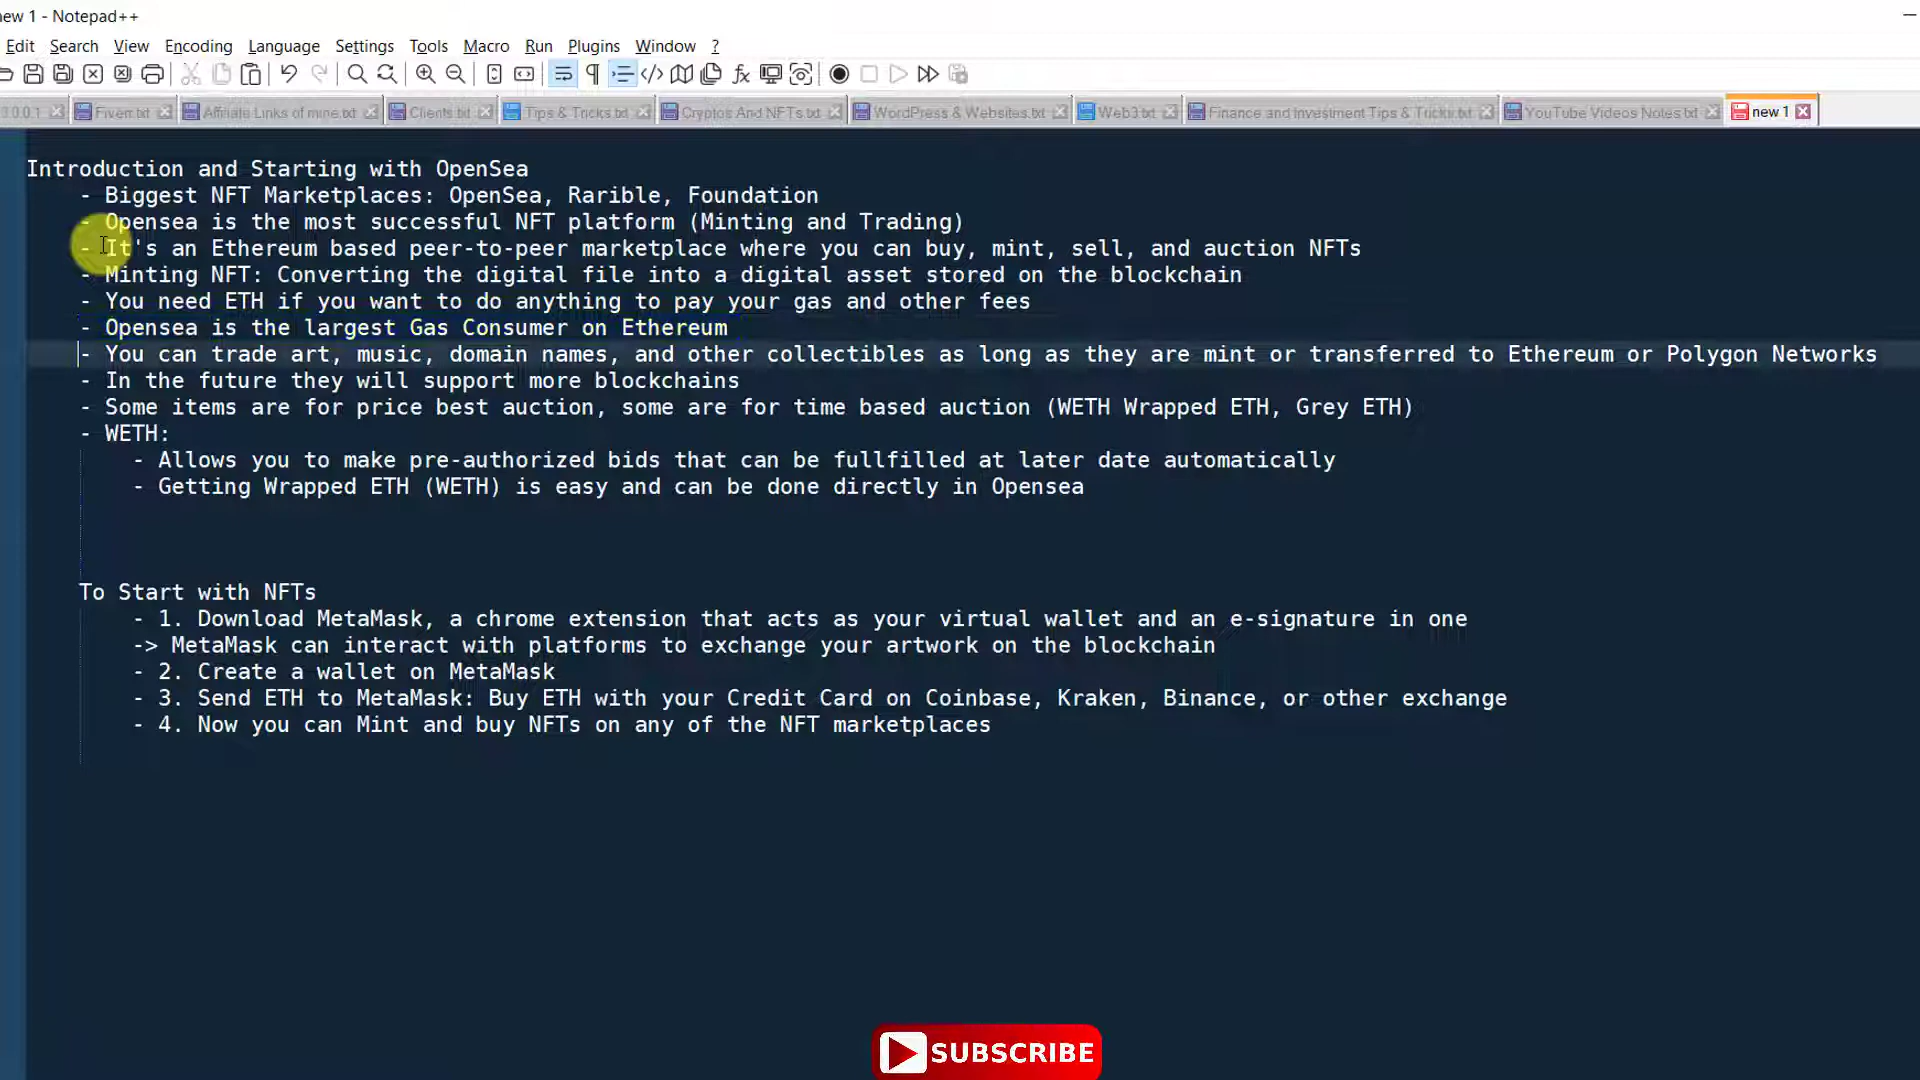 new 1 - Notepad++
Edit Search View Encoding Language Settings Tools Macro Run Plugins Window ?
3.0.0.1 Fiverr.txt Affiliate Links of mine.txt Clients.txt Tips & Tricks.txt Cryptos And NFTs.txt WordPress & Websites.txt Web3.txt Finance and Investment Tips & Tricks.txt YouTube Videos Notes.txt new 1
Introduction and Starting with OpenSea
- Biggest NFT Marketplaces: OpenSea, Rarible, Foundation
- Opensea is the most successful NFT platform (Minting and Trading)
- It's an Ethereum based peer-to-peer marketplace where you can buy, mint, sell, and auction NFTs
- Minting NFT: Converting the digital file into a digital asset stored on the blockchain
- You need ETH if you want to do anything to pay your gas and other fees
- Opensea is the largest Gas Consumer on Ethereum
- You can trade art, music, domain names, and other collectibles as long as they are mint or transferred to Ethereum or Polygon Networks
- In the future they will support more blockchains
- Some items are for price best auction, some are for time based auction (WETH Wrapped ETH, Grey ETH)
- WETH:
- Allows you to make pre-authorized bids that can be fullfilled at later date automatically
- Getting Wrapped ETH (WETH) is easy and can be done directly in Opensea
To Start with NFTs
- 1. Download MetaMask, a chrome extension that acts as your virtual wallet and an e-signature in one
-> MetaMask can interact with platforms to exchange your artwork on the blockchain
- 2. Create a wallet on MetaMask
- 3. Send ETH to MetaMask: Buy ETH with your Credit Card on Coinbase, Kraken, Binance, or other exchange
- 4. Now you can Mint and buy NFTs on any of the NFT marketplaces
SUBSCRIBE